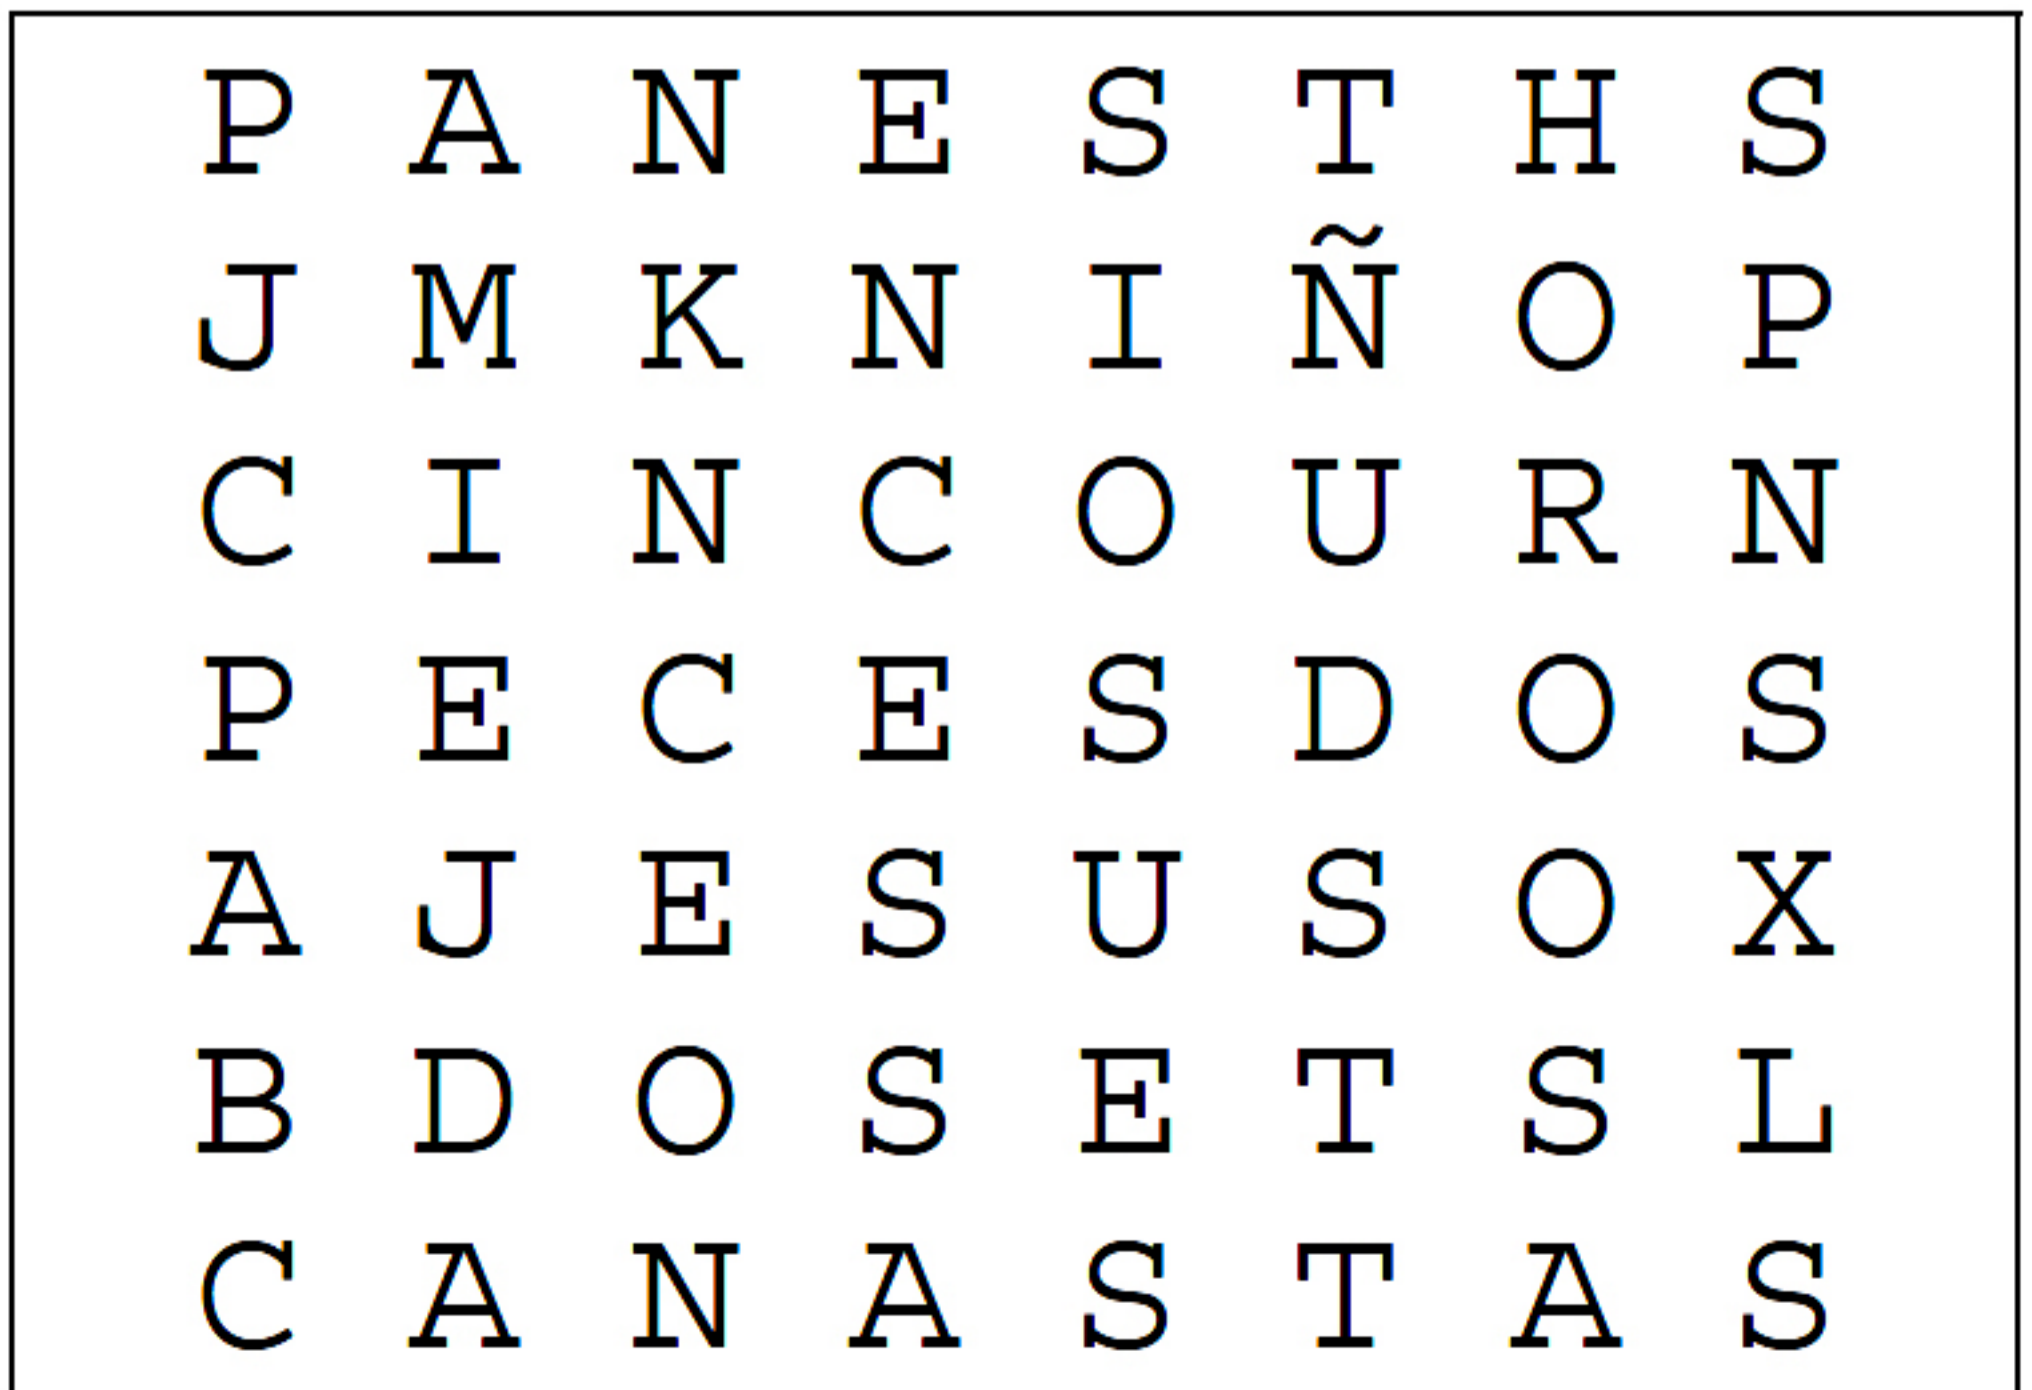 P A N E S T H S
J M K N I Ñ O P
C I N C O U R N
P E C E S D O S
A J E S U S O X
B D O S E T S L
C A N A S T A S